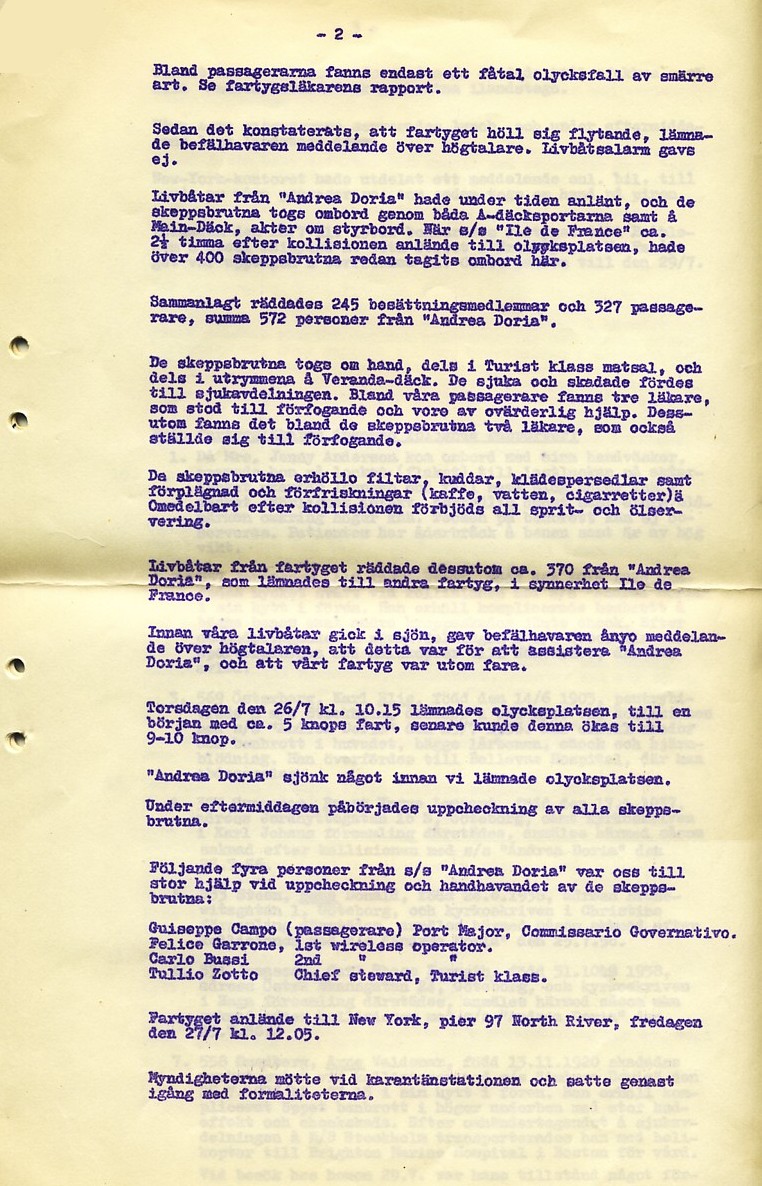 - 2 -
Bland passagerarna fanns endast ett fåtal olycksfall av smärre
art. Se fartygsläkarens rapport.
Sedan det konstaterats, att fartyget höll sig flytande, lämna-
de befälhavaren meddelande över högtalare. Livbåtsalarm gavs
ej.
Livbåtar från "Andrea Doria" hade under tiden anlänt, och de
skeppsbrutna togs ombord genom båda A-däcksportarna samt å
Main-Däck, akter om styrbord. När s/s "Ile de France" ca.
2½ timma efter kollisionen anlände till olycksplatsen, hade
över 400 skeppsbrutna redan tagits ombord här.
Sammanlagt räddades 245 besättningsmedlemmar och 327 passage-
rare, summa 572 personer från "Andrea Doria".
De skeppsbrutna togs om hand, dels i Turist klass matsal, och
dels i utrymmena å Veranda-däck. De sjuka och skadade fördes
till sjukavdelningen. Bland våra passagerare fanns tre läkare,
som stod till förfogande och vore av ovärderlig hjälp. Dess-
utom fanns det bland de skeppsbrutna två läkare, som också
ställde sig till förfogande.
De skeppsbrutna erhöllo filtar, kuddar, klädespersedlar samt
förplägnad och förfriskningar (kaffe, vatten, cigarretter)ä
Omedelbart efter kollisionen förbjöds all sprit- och ölser-
vering.
Livbåtar från fartyget räddade dessutom ca. 370 från "Andrea
Doria", som lämnades till andra fartyg, i synnerhet Ile de
France.
Innan våra livbåtar gick i sjön, gav befälhavaren ånyo meddelan-
de över högtalaren, att detta var för att assistera "Andrea
Doria", och att vårt fartyg var utom fara.
Torsdagen den 26/7 kl. 10.15 lämnades olycksplatsen, till en
början med ca. 5 knops fart, senare kunde denna ökas till
9-10 knop.
"Andrea Doria" sjönk något innan vi lämnade olycksplatsen.
Under eftermiddagen påbörjades uppcheckning av alla skepps-
brutna.
Följande fyra personer från s/s "Andrea Doria" var oss till
stor hjälp vid uppcheckning och handhavandet av de skepps-
brutna:
Guiseppe Campo (passagerare) Port Major, Commissario Governativo.
Felice Garrone, 1st wireless operator.
Carlo Bussi 2nd " "
Tullio Zotto Chief steward, Turist klass.
Fartyget anlände till New York, pier 97 North River, fredagen
den 27/7 kl. 12.05.
Myndigheterna mötte vid karantänstationen och satte genast
igång med formaliteterna.